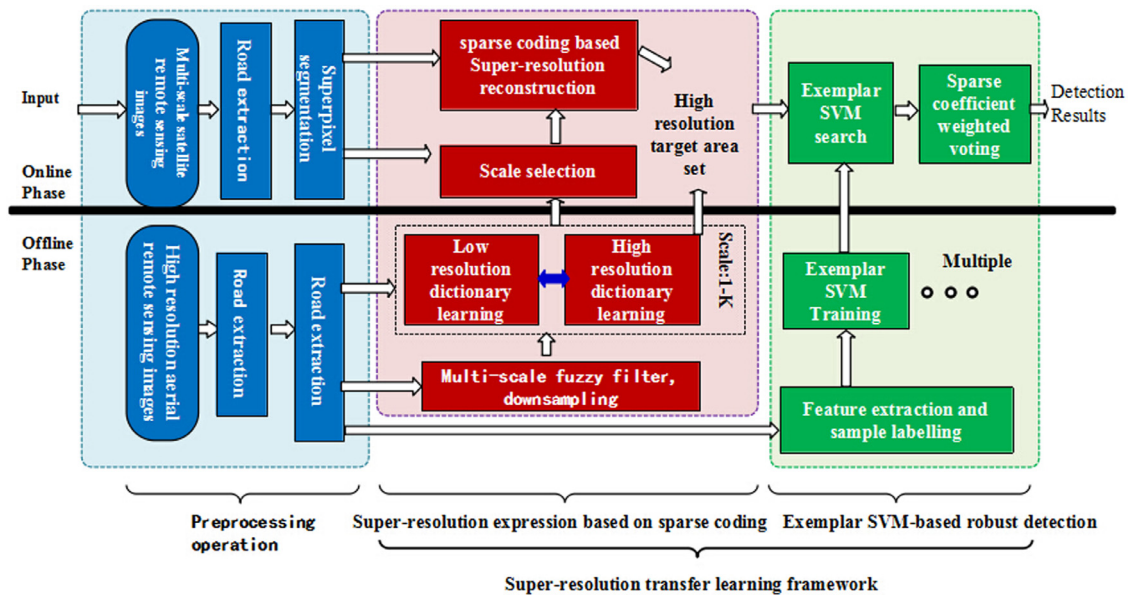 Input
Online
Phase
Offline
Phase
Multi-scale satellite
remote sensing
images
Road extraction
Superpixel
segmentation
sparse coding based
Super-resolution
reconstruction
Scale selection
High
resolution
target area
set
Exemplar
SVM
search
Sparse
coefficient
weighted
voting
Detection
Results
High resolution aerial
remote sensing images
Road extraction
Road extraction
Low
resolution
dictionary
learning
High
resolution
dictionary
learning
Scale:1-K
Multi-scale fuzzy filter,
downsampling
Exemplar
SVM
Training
Multiple
Feature extraction and
sample labelling
Preprocessing
operation
Super-resolution expression based on sparse coding
Exemplar SVM-based robust detection
Super-resolution transfer learning framework